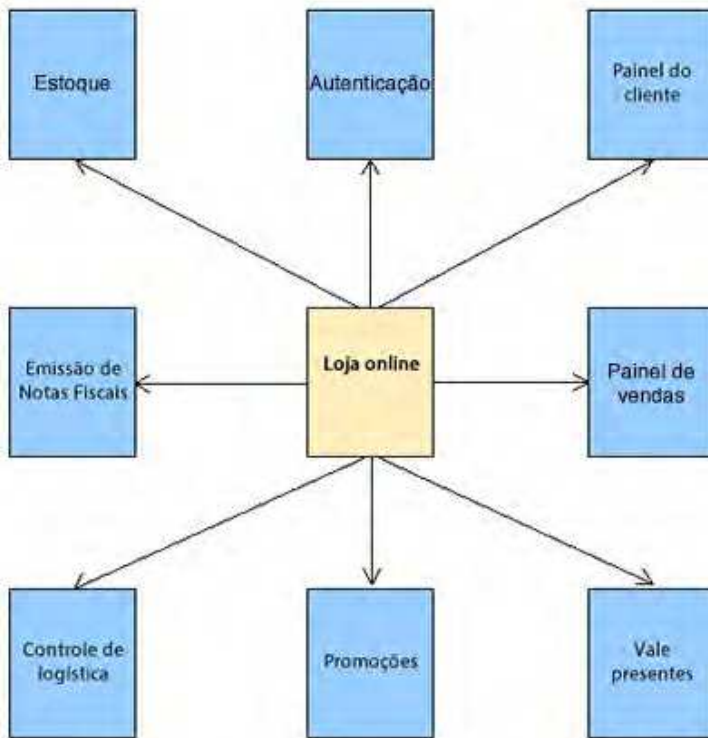 Estoque
Autenticação
Painel do
cliente
Emissão de
Notas Fiscais
Loja online
Painel de
vendas
Controle de
logística
Promoções
Vale
presentes